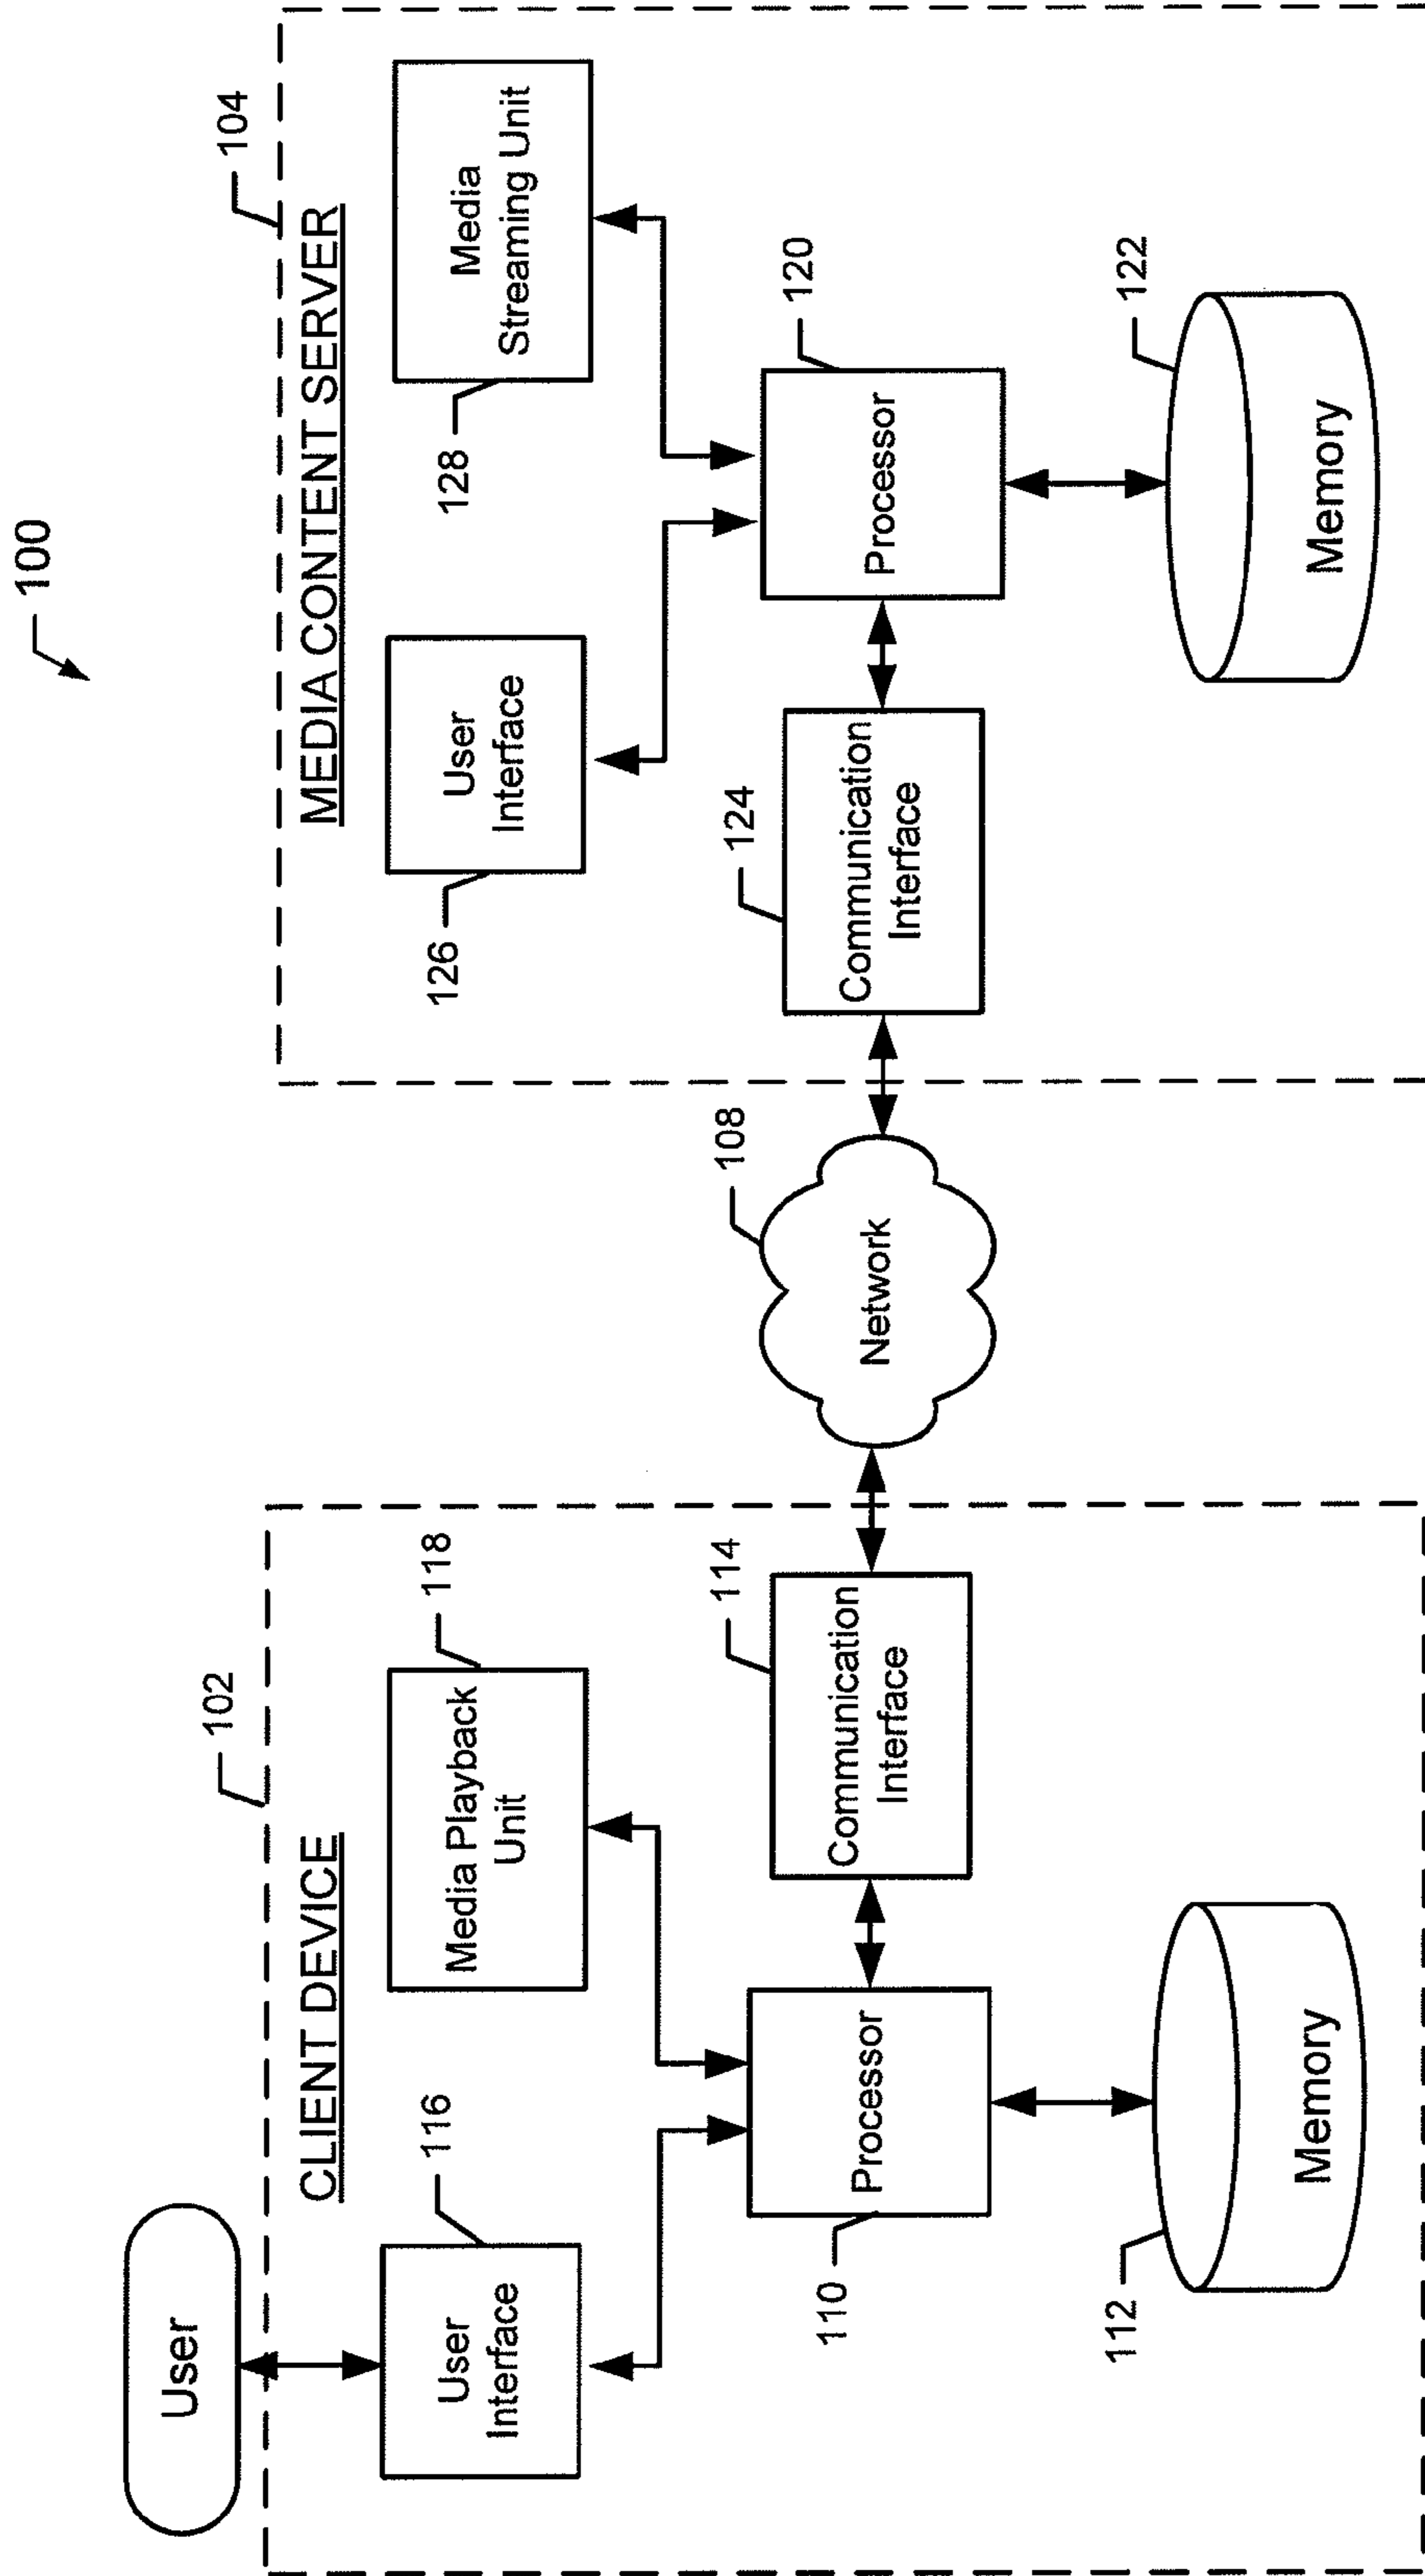 100
User
102
CLIENT DEVICE
116
User
Interface
118
Media Playback
Unit
110
Processor
114
Communication
Interface
112
Memory
108
Network
104
MEDIA CONTENT SERVER
126
User
Interface
128
Media
Streaming Unit
124
Communication
Interface
120
Processor
122
Memory